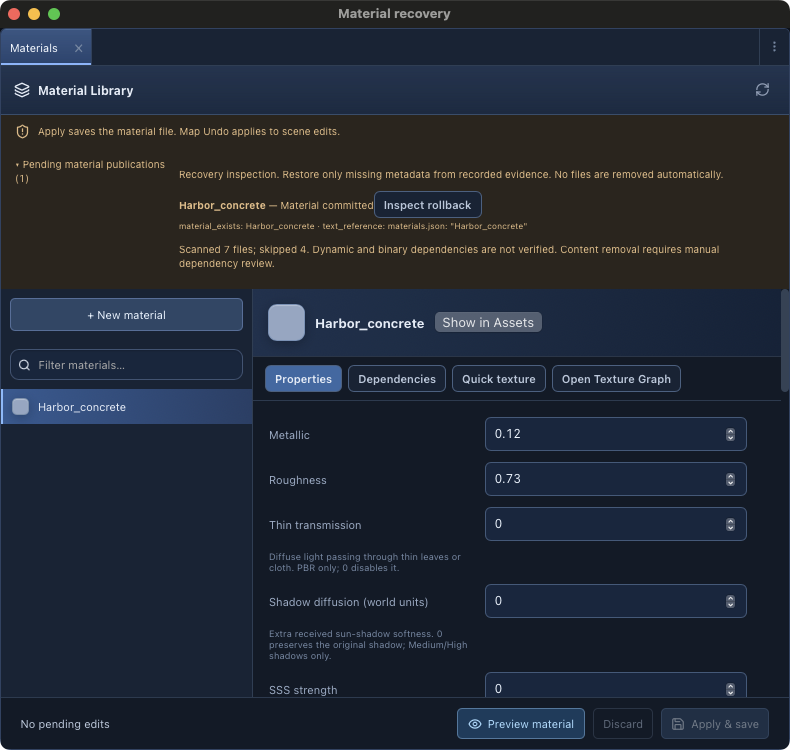 Material recovery
Materials
Material Library
Apply saves the material file. Map Undo applies to scene edits.
Pending material publications
(1)
Recovery inspection. Restore only missing metadata from recorded evidence. No files are removed automatically.
Harbor_concrete — Material committed Inspect rollback
material_exists: Harbor_concrete · text_reference: materials.json: "Harbor_concrete"
Scanned 7 files; skipped 4. Dynamic and binary dependencies are not verified. Content removal requires manual
dependency review.
+ New material
Filter materials...
Harbor_concrete
Harbor_concrete Show in Assets
Properties Dependencies Quick texture Open Texture Graph
Metallic 0.12
Roughness 0.73
Thin transmission 0
Diffuse light passing through thin leaves or
cloth. PBR only; 0 disables it.
Shadow diffusion (world units) 0
Extra received sun-shadow softness. 0
preserves the original shadow; Medium/High
shadows only.
SSS strength 0
No pending edits Preview material Discard Apply & save